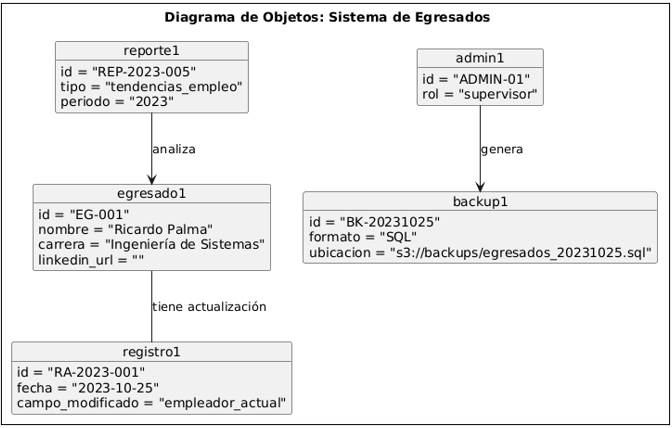 Diagrama de Objetos: Sistema de Egresados
reporte1
id = "REP-2023-005"
tipo = "tendencias_empleo"
periodo = "2023"
admin1
id = "ADMIN-01"
rol = "supervisor"
analiza
genera
egresado1
id = "EG-001"
nombre = "Ricardo Palma"
carrera = "Ingeniería de Sistemas"
linkedin_url = ""
backup1
id = "BK-20231025"
formato = "SQL"
ubicacion = "s3://backups/egresados_20231025.sql"
tiene actualización
registro1
id = "RA-2023-001"
fecha = "2023-10-25"
campo_modificado = "empleador_actual"